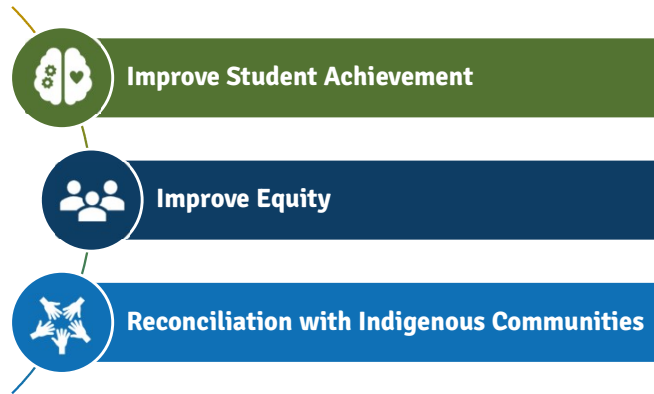 Improve Student Achievement
Improve Equity
Reconciliation with Indigenous Communities